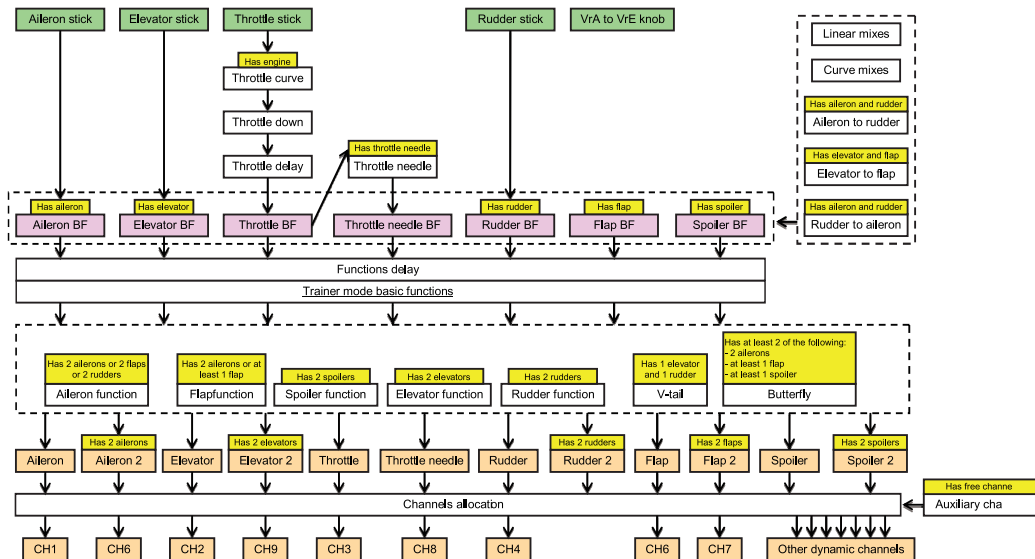 Aileron stick
Elevator stick
Throttle stick
Rudder stick
VrA to VrE knob
Has engine
Throttle curve
Throttle down
Throttle delay
Has throttle needle
Throttle needle
Linear mixes
Curve mixes
Has aileron and rudder
Aileron to rudder
Has elevator and flap
Elevator to flap
Has aileron and rudder
Rudder to aileron
Has aileron
Aileron BF
Has elevator
Elevator BF
Throttle BF
Throttle needle BF
Has rudder
Rudder BF
Has flap
Flap BF
Has spoiler
Spoiler BF
Functions delay
Trainer mode basic functions
Has 2 ailerons or 2 flaps
or 2 rudders
Aileron function
Has 2 ailerons or at
least 1 flap
Flapfunction
Has 2 spoilers
Spoiler function
Has 2 elevators
Elevator function
Has 2 rudders
Rudder function
Has 1 elevator
and 1 rudder
V-tail
Has at least 2 of the following:
- 2 ailerons
- at least 1 flap
- at least 1 spoiler
Butterfly
Aileron
Has 2 ailerons
Aileron 2
Elevator
Has 2 elevators
Elevator 2
Throttle
Throttle needle
Rudder
Has 2 rudders
Rudder 2
Flap
Has 2 flaps
Flap 2
Spoiler
Has 2 spoilers
Spoiler 2
Channels allocation
Has free channe
Auxiliary cha
CH1
CH6
CH2
CH9
CH3
CH8
CH4
CH6
CH7
Other dynamic channels